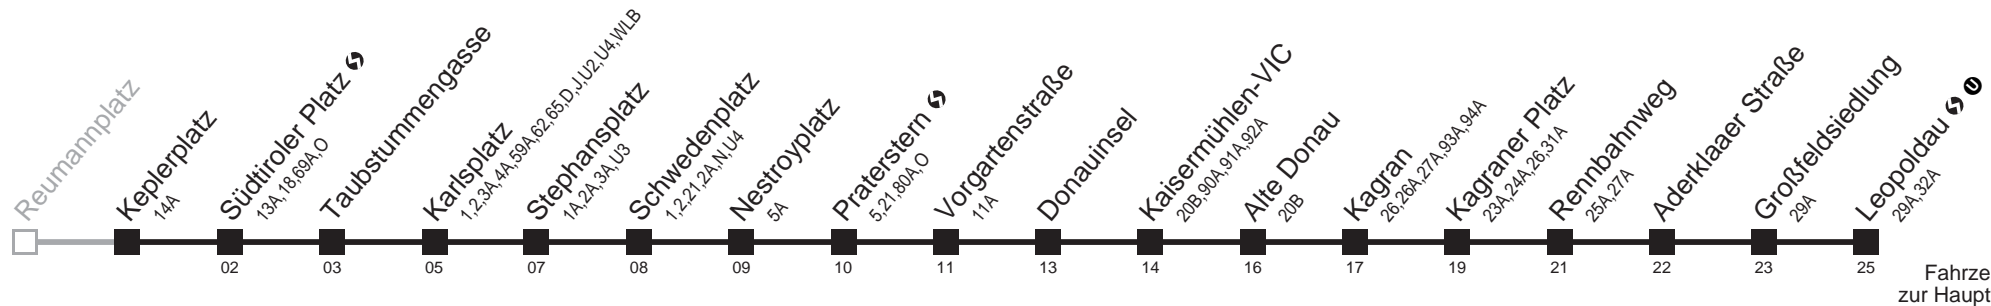 Reumannplatz
Keplerplatz
14A
Südtiroler Platz
13A,18,69A,O
Taubstummengasse
Karlsplatz
1,2,3A,4A,59A,62,65,D,J,U2,U4,WLB
Stephansplatz
1A,2A,3A,U3
Schwedenplatz
1,2,21,2A,N,U4
Nestroyplatz
5A
Praterstern
5,21,80A,O
Vorgartenstraße
11A
Donauinsel
Kaisermühlen-VIC
20B,90A,91A,92A
Alte Donau
20B
Kagran
26,26A,27A,93A,94A
Kagraner Platz
23A,24A,26,31A
Rennbahnweg
25A,27A
Aderklaaer Straße
Großfeldsiedlung
29A
Leopoldau U
29A,32A
02 03 05 07 08 09 10 11 13 14 16 17 19 21 22 23 25
Fahrze
zur Haupt